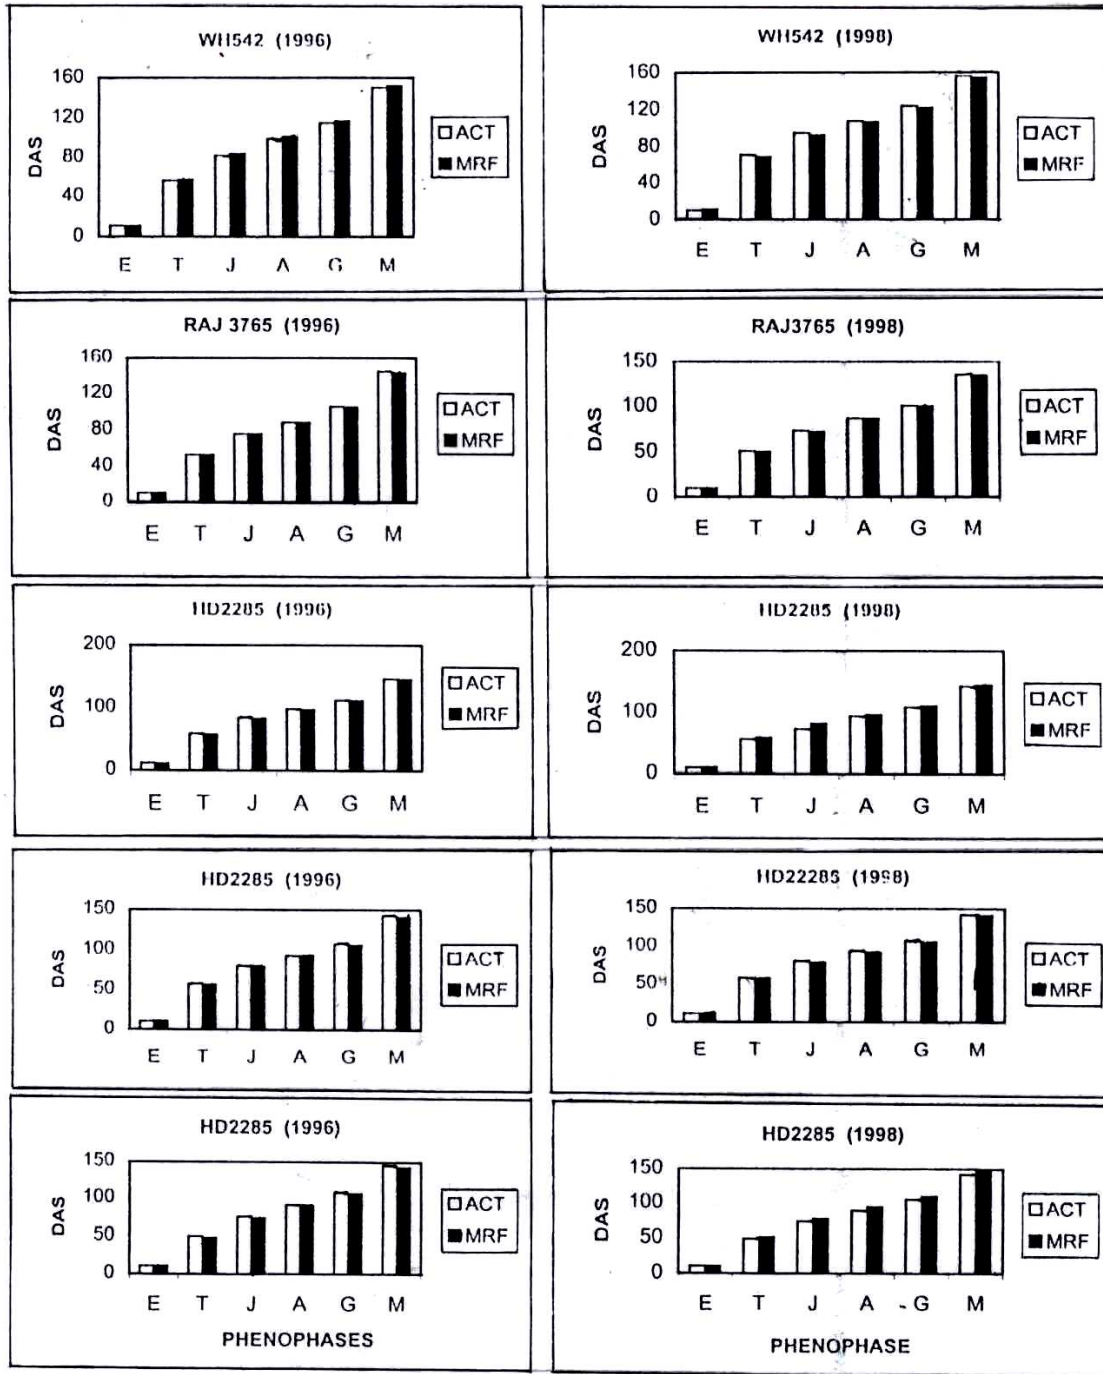 WH542 (1996)
160
120
80
40
0
DAS
E T J A G M
ACT
MRF
WH542 (1998)
160
120
80
40
0
DAS
E T J A G M
ACT
MRF
RAJ 3765 (1996)
160
120
80
40
0
DAS
E T J A G M
ACT
MRF
RAJ3765 (1998)
150
100
50
0
DAS
E T J A G M
ACT
MRF
HD2285 (1996)
200
100
0
DAS
E T J A G M
ACT
MRF
HD2285 (1998)
200
100
0
DAS
E T J A G M
ACT
MRF
HD2285 (1996)
150
100
50
0
DAS
E T J A G M
ACT
MRF
HD22285 (1998)
150
100
50
0
DAS
E T J A G M
ACT
MRF
HD2285 (1996)
150
100
50
0
DAS
E T J A G M
PHENOPHASES
ACT
MRF
HD2285 (1998)
150
100
50
0
DAS
E T J A G M
PHENOPHASE
ACT
MRF